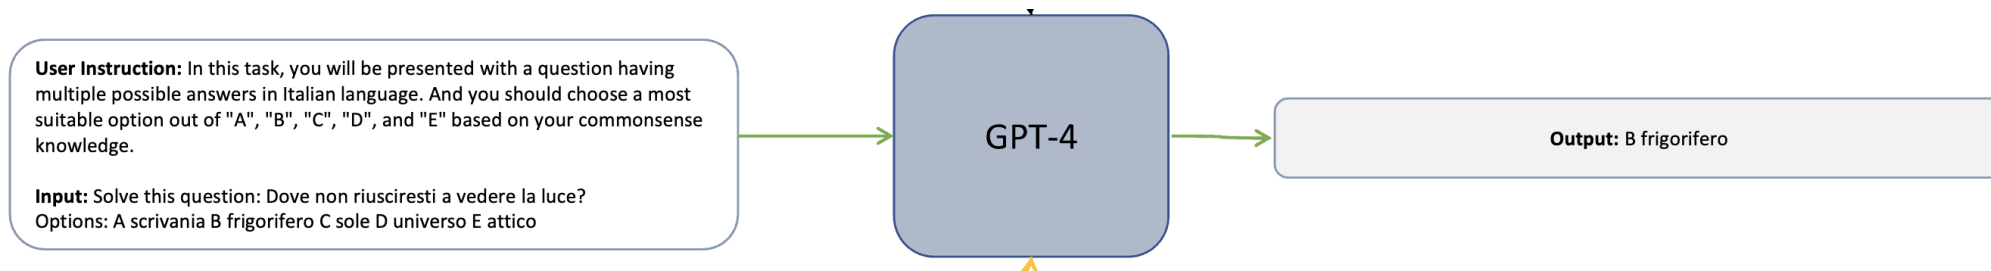 User Instruction: In this task, you will be presented with a question having
multiple possible answers in Italian language. And you should choose a most
suitable option out of "A", "B", "C", "D", and "E" based on your commonsense
knowledge.
Input: Solve this question: Dove non riusciresti a vedere la luce?
Options: A scrivania B frigorifero C sole D universo E attico
GPT-4
Output: B frigorifero